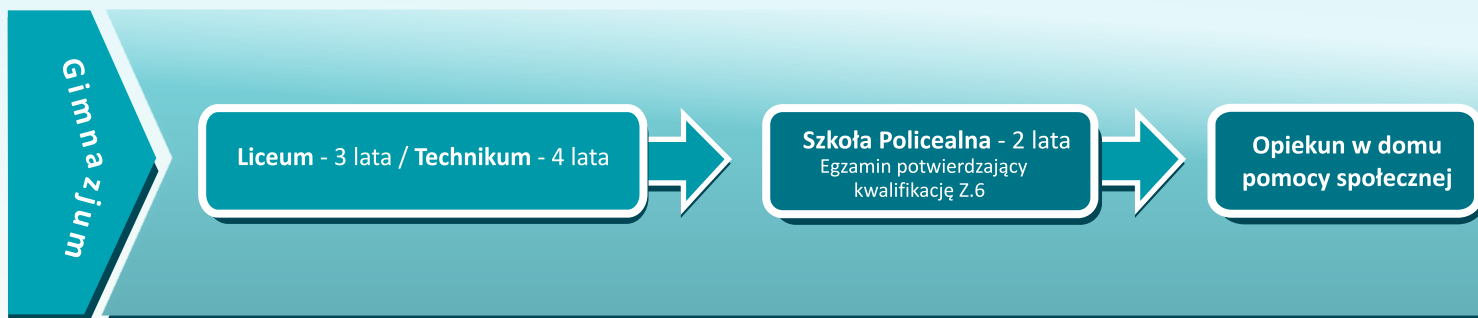 Gimnazjum
Liceum - 3 lata / Technikum - 4 lata
Szkoła Policealna - 2 lata
Egzamin potwierdzający
kwalifikację Z.6
Opiekun w domu
pomocy społecznej